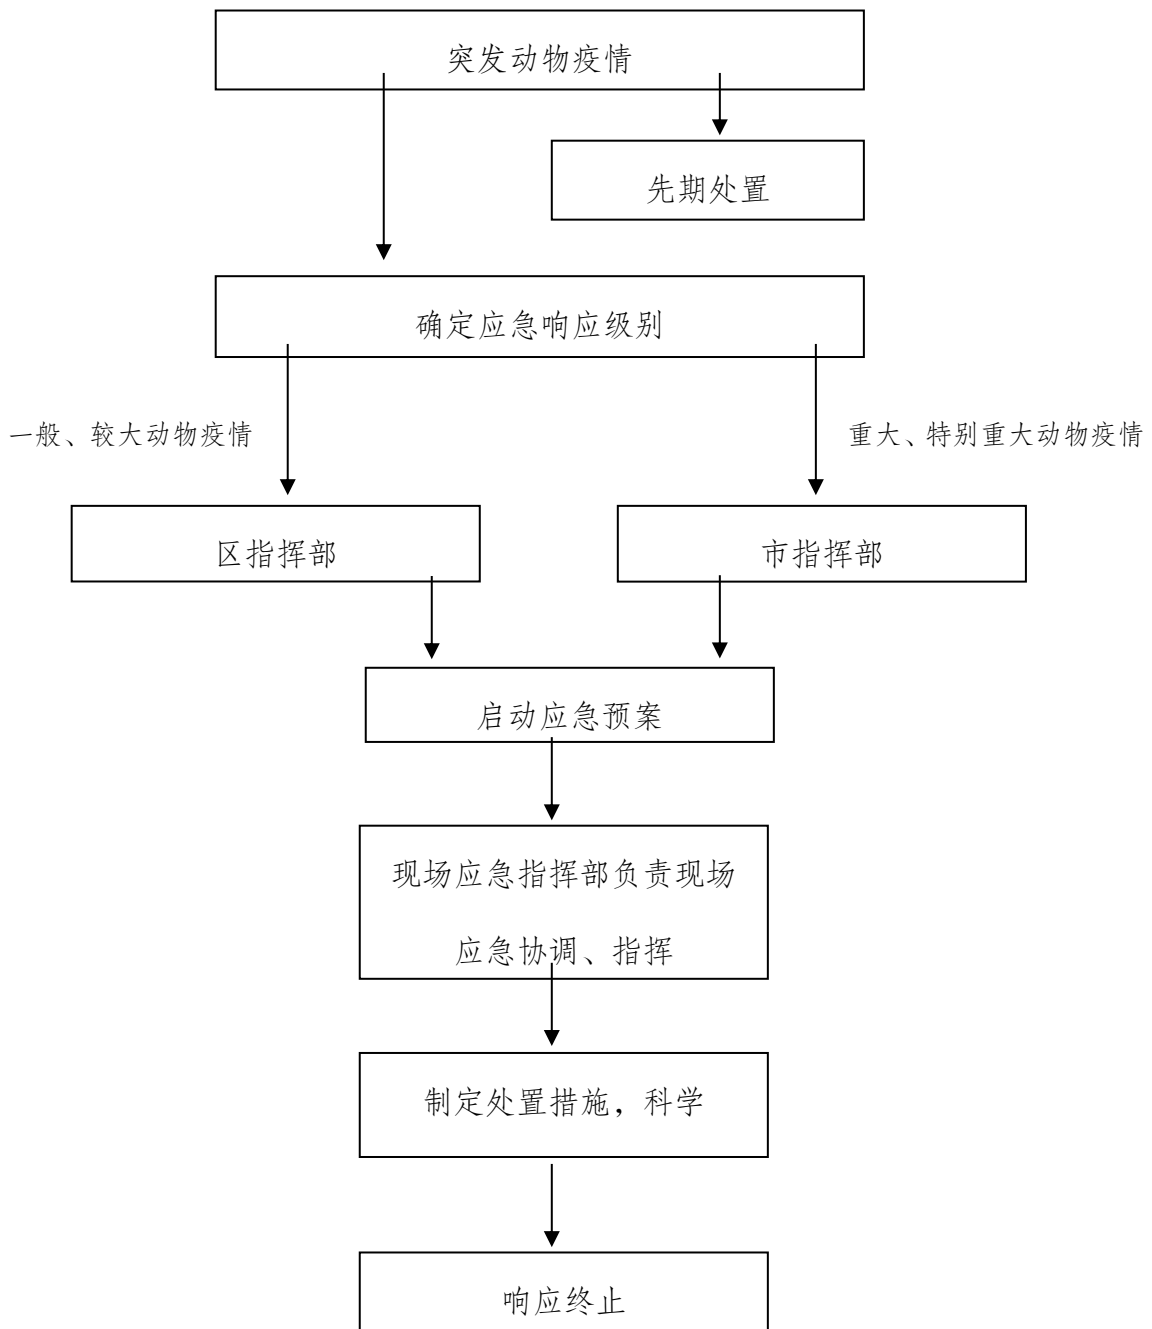 突发动物疫情
先期处置
确定应急响应级别
一般、较大动物疫情
重大、特别重大动物疫情
区指挥部
市指挥部
启动应急预案
现场应急指挥部负责现场
应急协调、指挥
制定处置措施，科学
响应终止